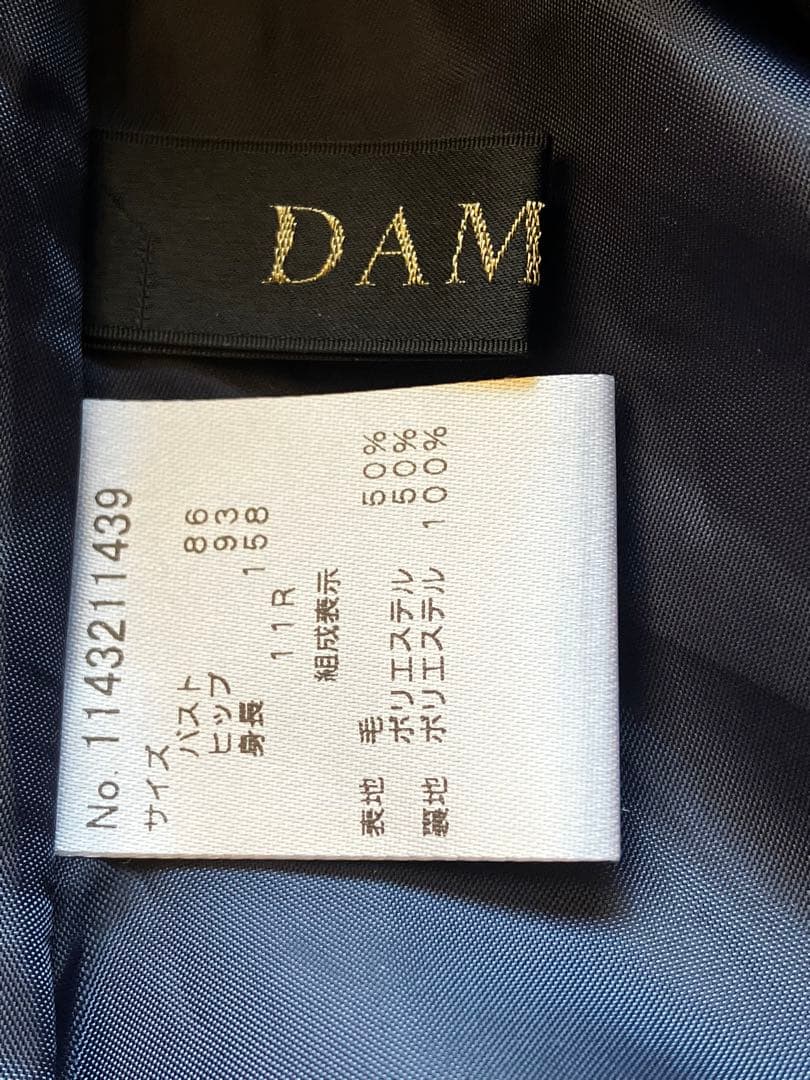 DAM
No. 1143211439
サイズ
バスト 86
ヒップ 93
身長 158
11R
組成表示
表地 毛 50%
ポリエステル 50%
裏地 ポリエステル 100%